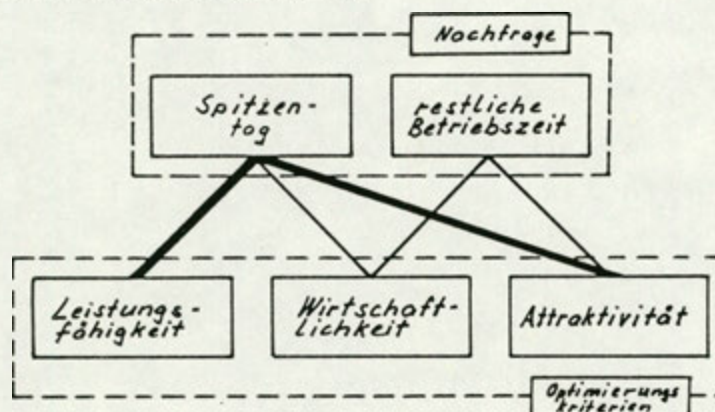 Nachfrage
Spitzen-
tag
restliche
Betriebszeit
Leistungs-
fähigkeit
Wirtschaft-
lichkeit
Attraktivität
Optimierungs
kriterien